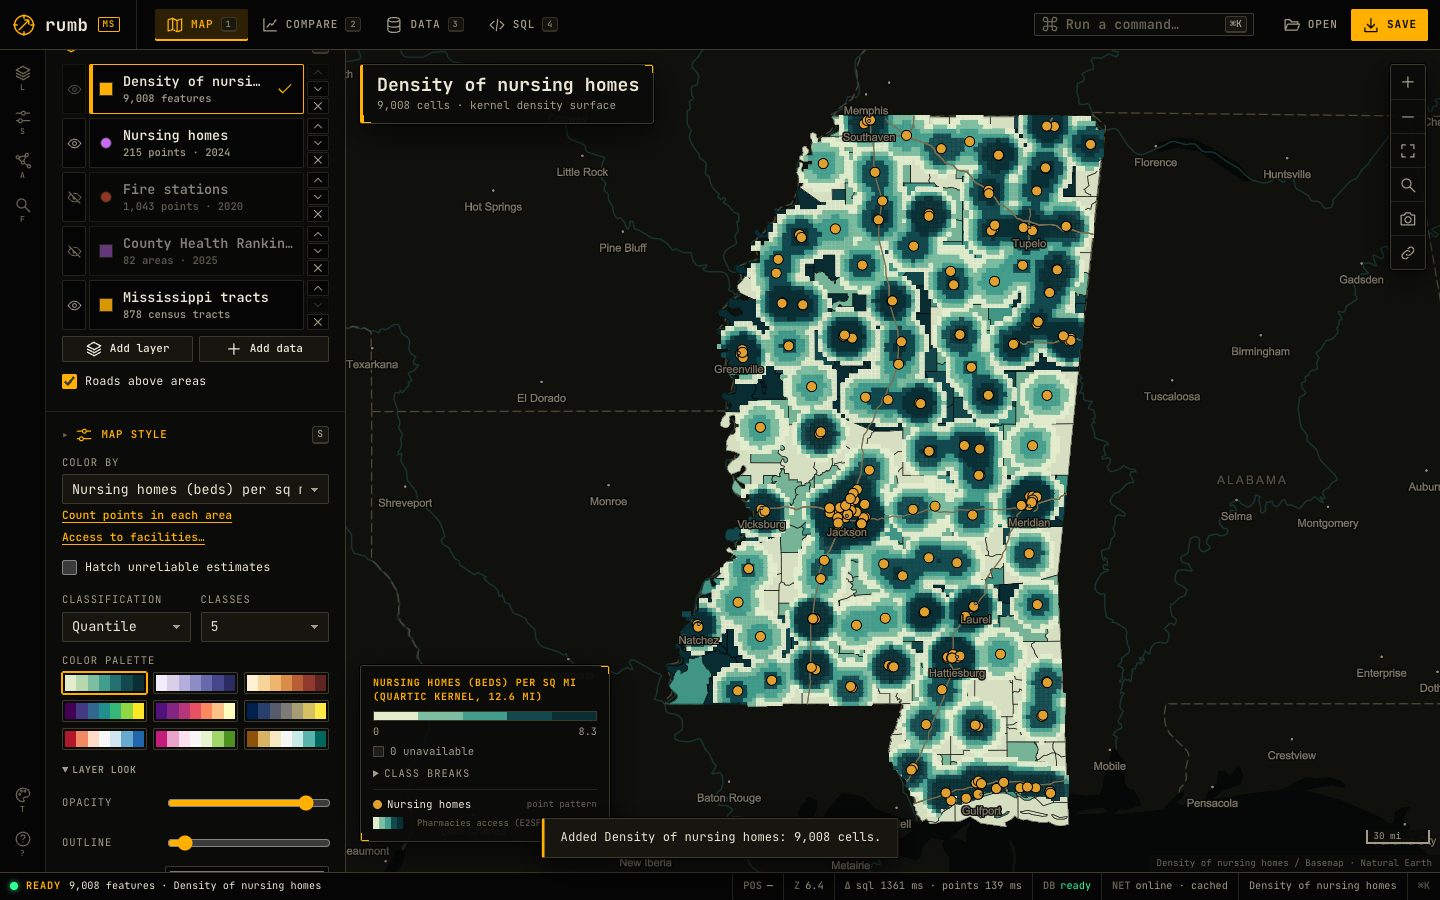 rumb MS
MAP 1
COMPARE 2
DATA 3
SQL 4
Run a command… ⌘K
OPEN
SAVE
L
S
A
F
T
?
Density of nursi…
9,008 features
Nursing homes
215 points · 2024
Fire stations
1,043 points · 2020
County Health Rankin…
82 areas · 2025
Mississippi tracts
878 census tracts
Add layer
Add data
Roads above areas
MAP STYLE S
COLOR BY
Nursing homes (beds) per sq
Count points in each area
Access to facilities…
Hatch unreliable estimates
CLASSIFICATION CLASSES
Quantile 5
COLOR PALETTE
LAYER LOOK
OPACITY
OUTLINE
Density of nursing homes
9,008 cells · kernel density surface
Memphis
Southaven
Florence
Huntsville
Little Rock
Hot Springs
Pine Bluff
Tupelo
Gadsden
Birmingham
Texarkana
Greenville
El Dorado
Tuscaloosa
ALABAMA
Shreveport
Monroe
Vicksburg
Jackson
Meridian
Selma
Montgomery
Auburn
Natchez
Laurel
Hattiesburg
Enterprise
Doth
Crestview
Mobile
Pensacola
Baton Rouge
Gulfport
ell
eaumont
New Iberia
Metairie
NURSING HOMES (BEDS) PER SQ MI
(QUARTIC KERNEL, 12.6 MI)
0 8.3
0 unavailable
CLASS BREAKS
Nursing homes point pattern
Pharmacies access (E2SF
Added Density of nursing homes: 9,008 cells.
30 mi
Density of nursing homes / Basemap · Natural Earth
READY 9,008 features · Density of nursing homes
POS —
Z 6.4
Δ sql 1361 ms · points 139 ms
DB ready
NET online · cached
Density of nursing homes
⌘K